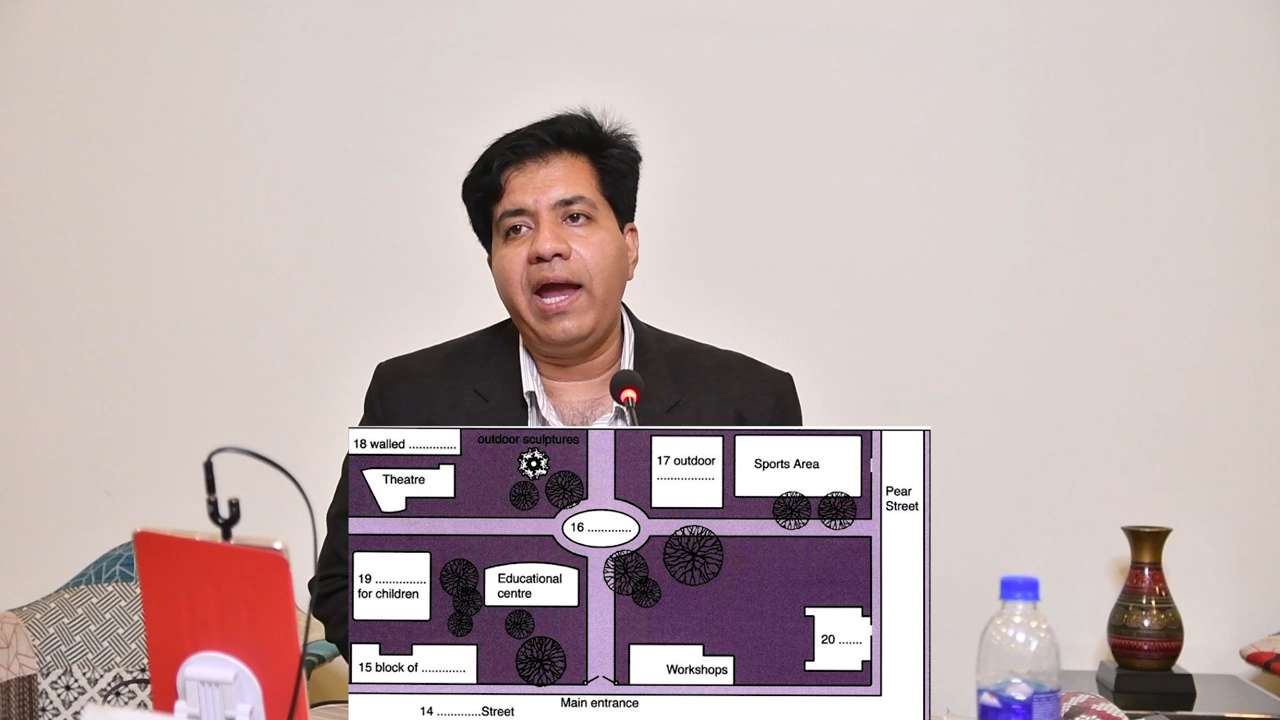 18 walled ..............
outdoor sculptures
17 outdoor
.................
Sports Area
Theatre
Pear
Street
16 .............
19 ...............
for children
Educational
centre
20 .......
15 block of .............
Workshops
Main entrance
14 .............Street